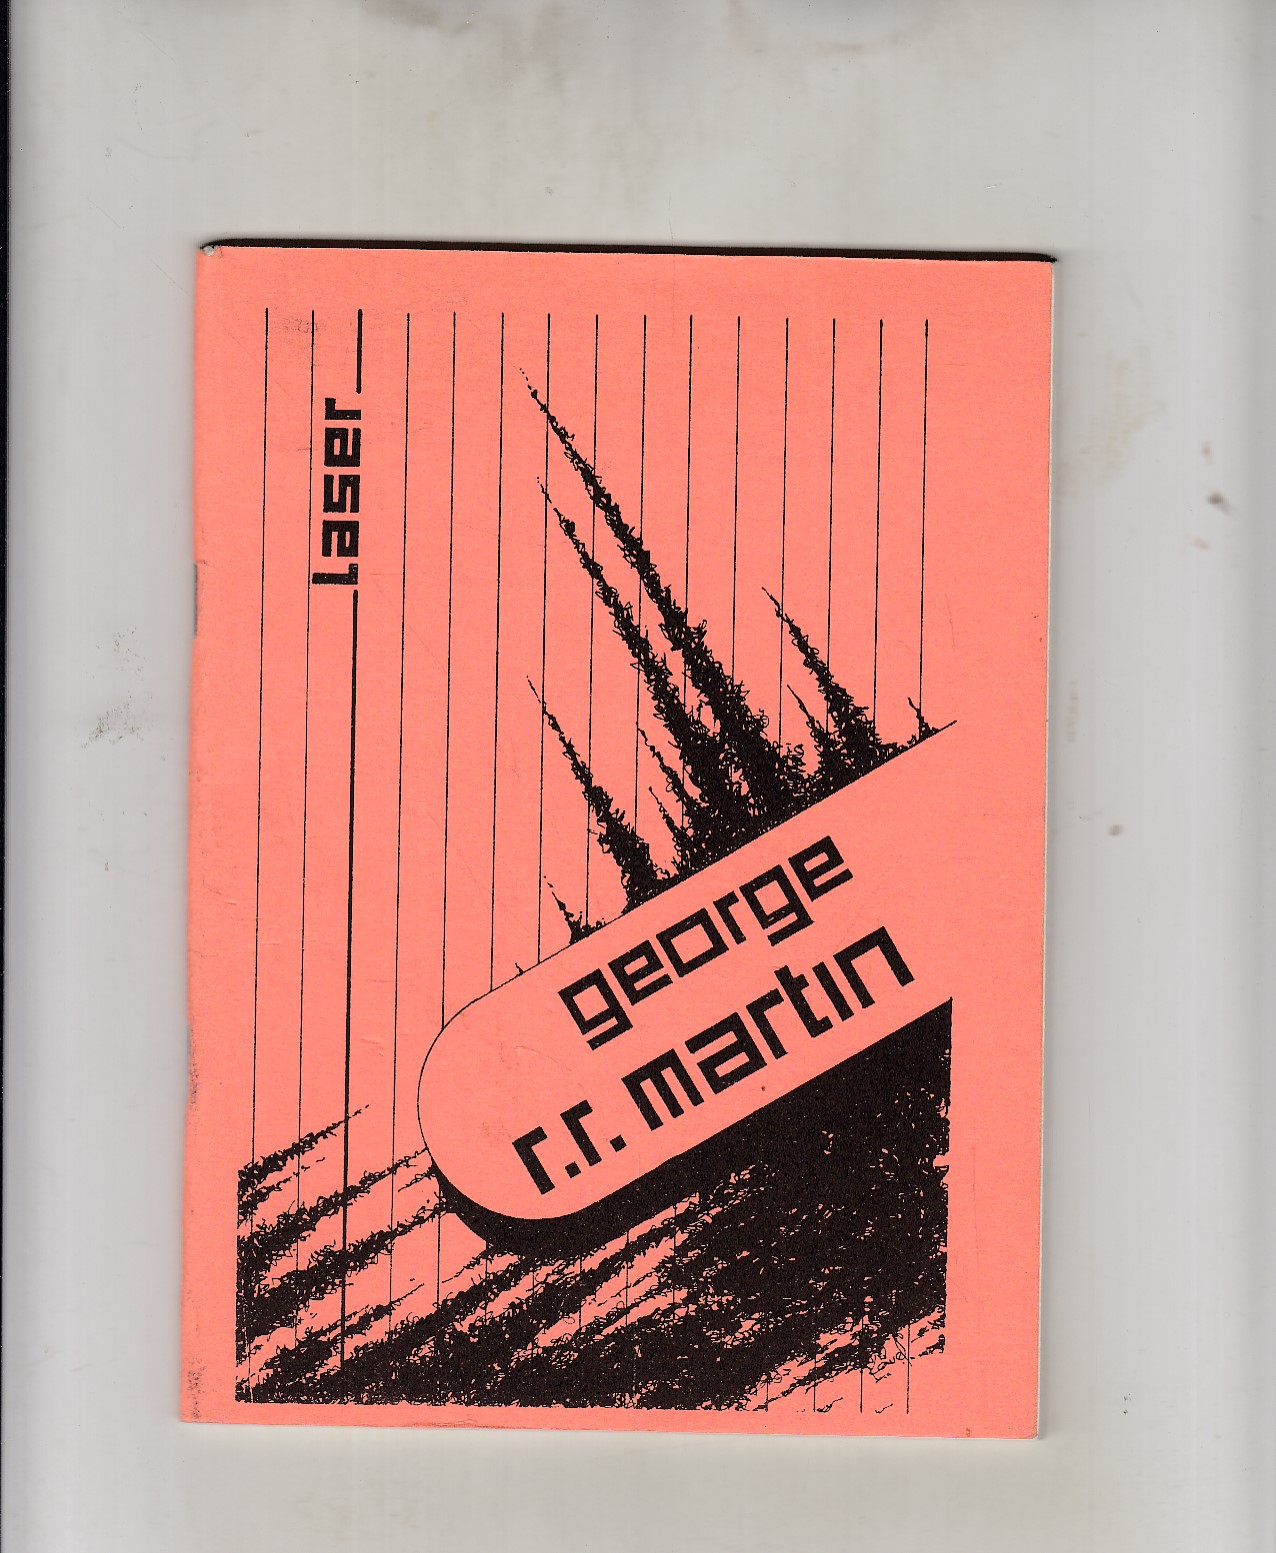 laser
george
r.r. martin